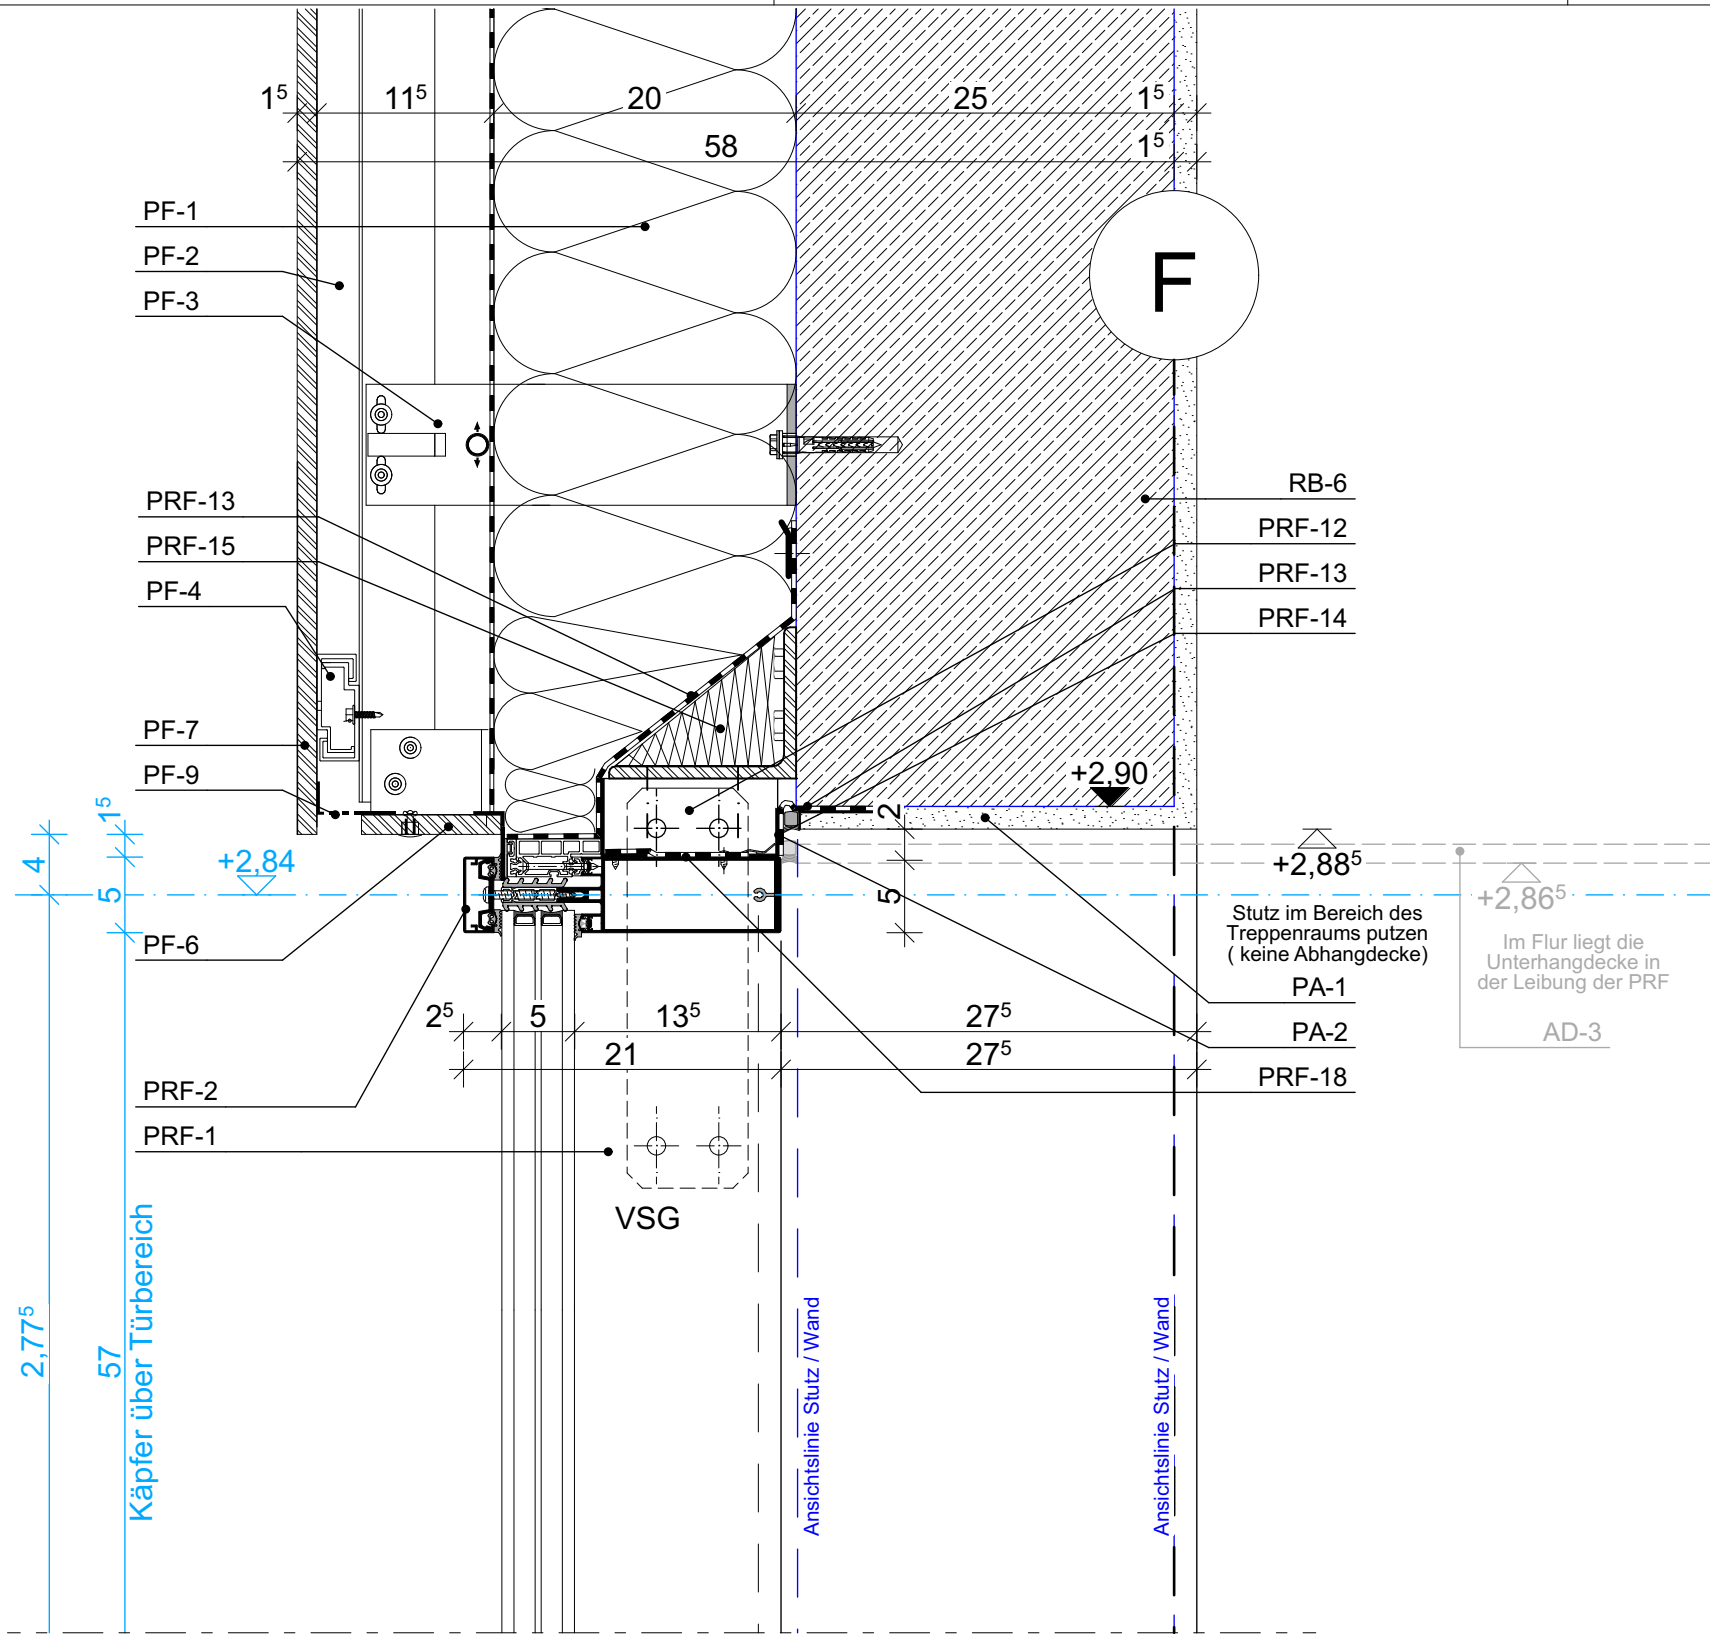 1⁵ 11⁵ 20 25 1⁵
58 1⁵
PF-1
PF-2
PF-3
F
PRF-13
PRF-15
PF-4
PF-7
PF-9
PF-6
PRF-2
PRF-1
RB-6
PRF-12
PRF-13
PRF-14
+2,90
2
5
1⁵
4
5
+2,84
+2,88⁵
+2,86⁵
Stutz im Bereich des
Treppenraums putzen
( keine Abhangdecke)
Im Flur liegt die
Unterhangdecke in
der Leibung der PRF
PA-1
PA-2
AD-3
PRF-18
2⁵ 5 13⁵ 27⁵
21 27⁵
VSG
2,77⁵
57
Käpfer über Türbereich
Ansichtslinie Stutz / Wand
Ansichtslinie Stutz / Wand